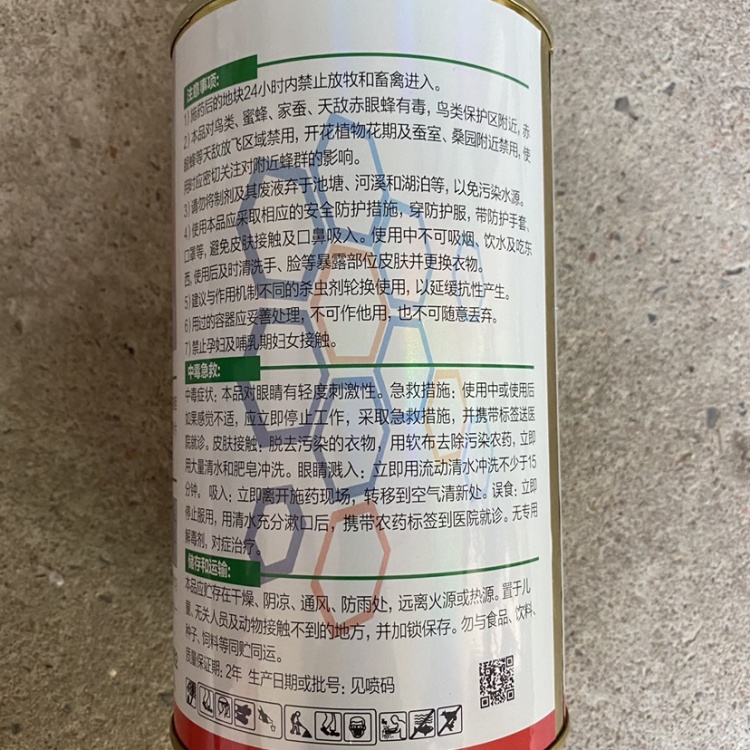 注意事项:
1) 施药后的地块24小时内禁止放牧和畜禽进入。
2) 本品对鸟类、蜜蜂、家蚕、天敌赤眼蜂有毒, 鸟类保护区附近, 赤
眼蜂等天敌放飞区域禁用, 开花植物花期及蚕室、桑园附近禁用, 使
用时应密切关注对附近蜂群的影响。
3) 请勿将制剂及其废液弃于池塘、河溪和湖泊等, 以免污染水源。
4) 使用本品应采取相应的安全防护措施, 穿防护服, 带防护手套、
口罩等, 避免皮肤接触及口鼻吸入。使用中不可吸烟、饮水及吃东
西, 使用后及时清洗手、脸等暴露部位皮肤并更换衣物。
5) 建议与作用机制不同的杀虫剂轮换使用, 以延缓抗性产生。
6) 用过的容器应妥善处理, 不可作他用, 也不可随意丢弃。
7) 禁止孕妇及哺乳期妇女接触。
中毒急救:
中毒症状: 本品对眼睛有轻度刺激性。急救措施: 使用中或使用后
如果感觉不适, 应立即停止工作, 采取急救措施, 并携带标签送医
院就诊。皮肤接触: 脱去污染的衣物, 用软布去除污染农药, 立即
用大量清水和肥皂冲洗。眼睛溅入: 立即用流动清水冲洗不少于15
分钟。吸入: 立即离开施药现场, 转移到空气清新处。误食: 立即
停止服用, 用清水充分漱口后, 携带农药标签到医院就诊。无专用
解毒剂, 对症治疗。
储存和运输:
本品应贮存在干燥、阴凉、通风、防雨处, 远离火源或热源。置于儿
童、无关人员及动物接触不到的地方, 并加锁保存。勿与食品、饮料、
种子、饲料等同贮同运。
质量保证期: 2年 生产日期或批号: 见喷码